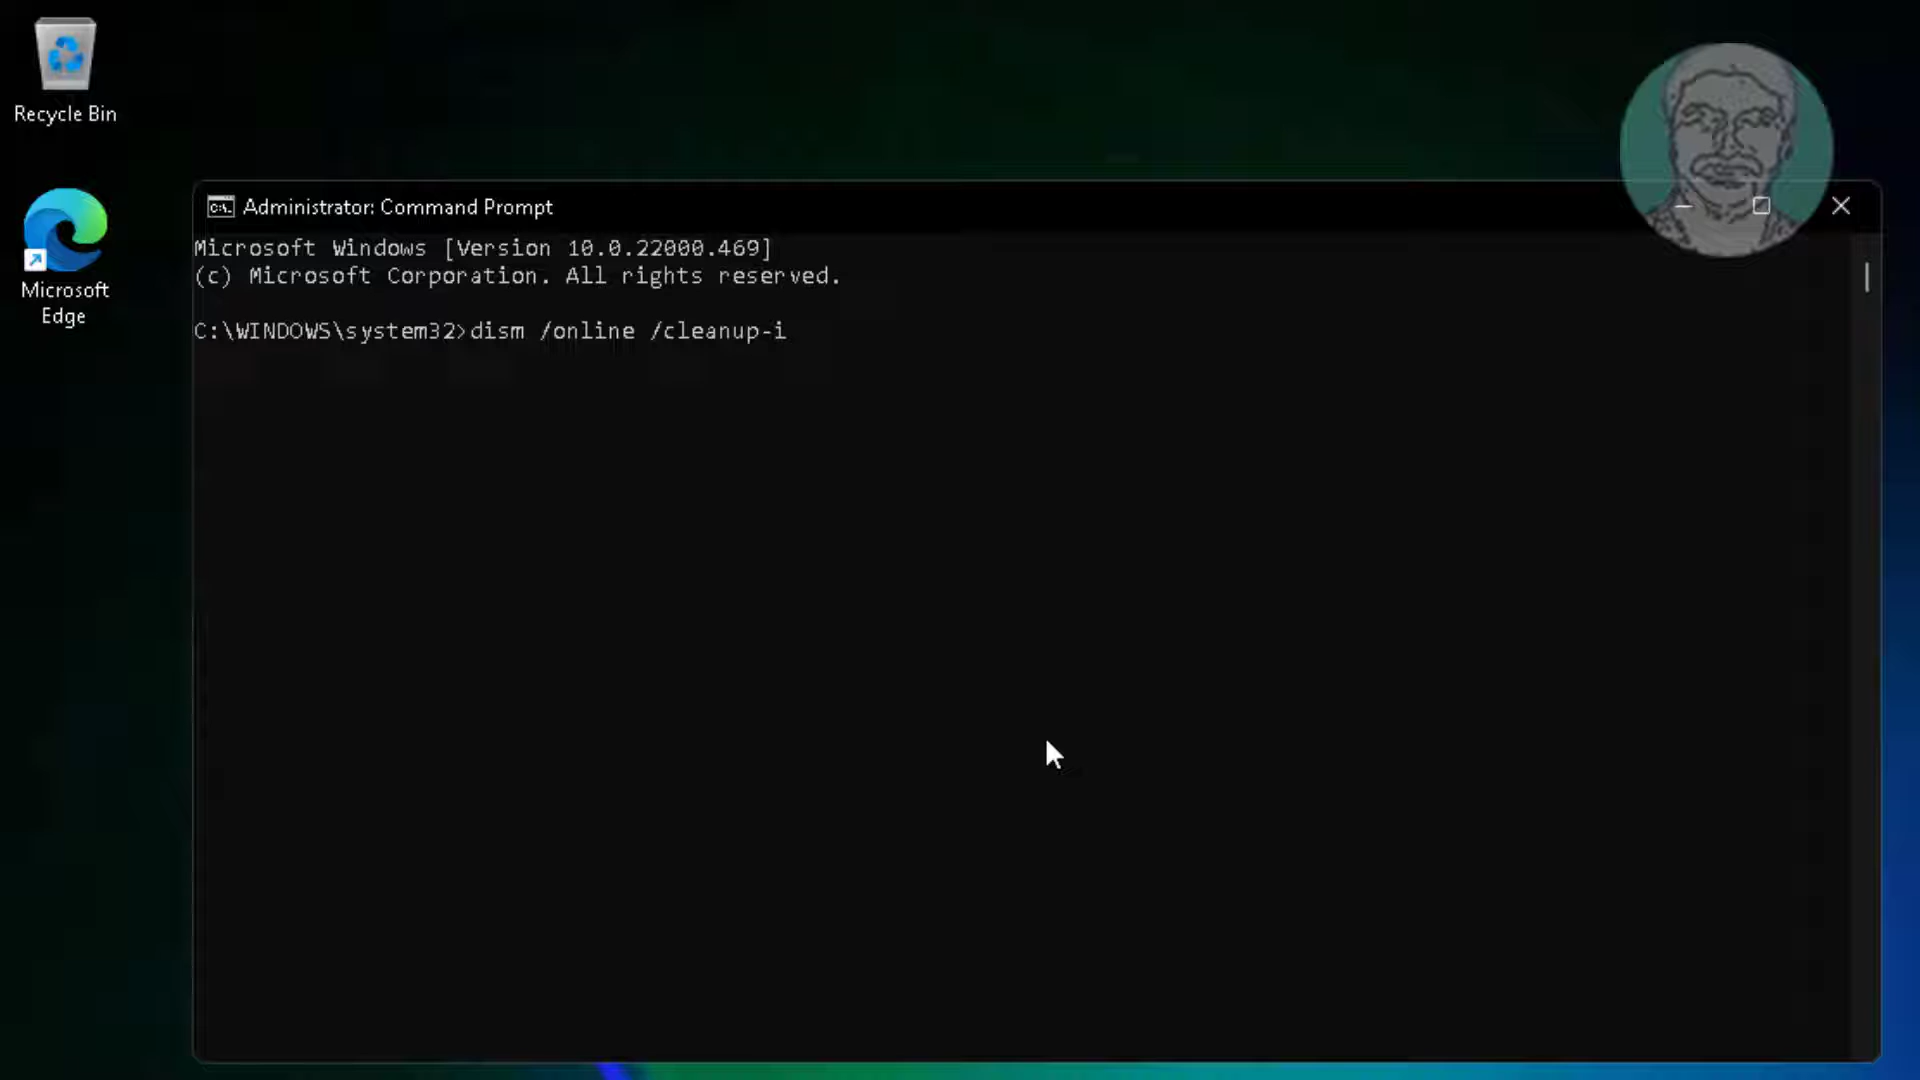 Recycle Bin
Microsoft
Edge
Administrator: Command Prompt
Microsoft Windows [Version 10.0.22000.469]
(c) Microsoft Corporation. All rights reserved.
C:\WINDOWS\system32>dism /online /cleanup-i